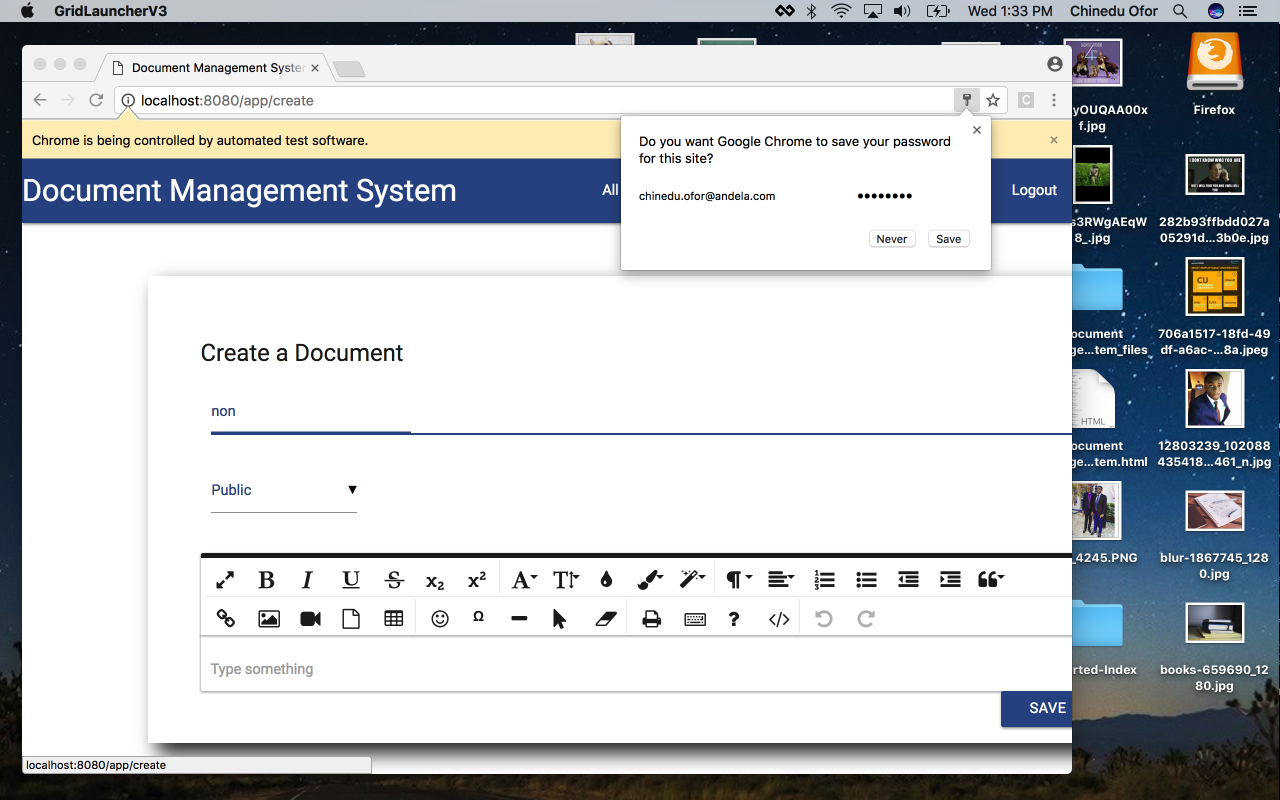 GridLauncherV3
Wed 1:33 PM
Chinedu Ofor
Document Management System
localhost:8080/app/create
Chrome is being controlled by automated test software.
Document Management System
All
Logout
Do you want Google Chrome to save your password
for this site?
chinedu.ofor@andela.com
••••••••
Never
Save
Create a Document
non
Public
Type something
SAVE
localhost:8080/app/create
yOUQAA00x
f.jpg
Firefox
s3RWgAEqW
8_.jpg
282b93ffbdd027a
05291d...3b0e.jpg
ocument
ge...tem_files
706a1517-18fd-49
df-a6ac-...8a.jpeg
HTML
ocument
ge...tem.html
12803239_102088
435418..._461_n.jpg
_4245.PNG
blur-1867745_128
0.jpg
rted-Index
books-659690_12
80.jpg